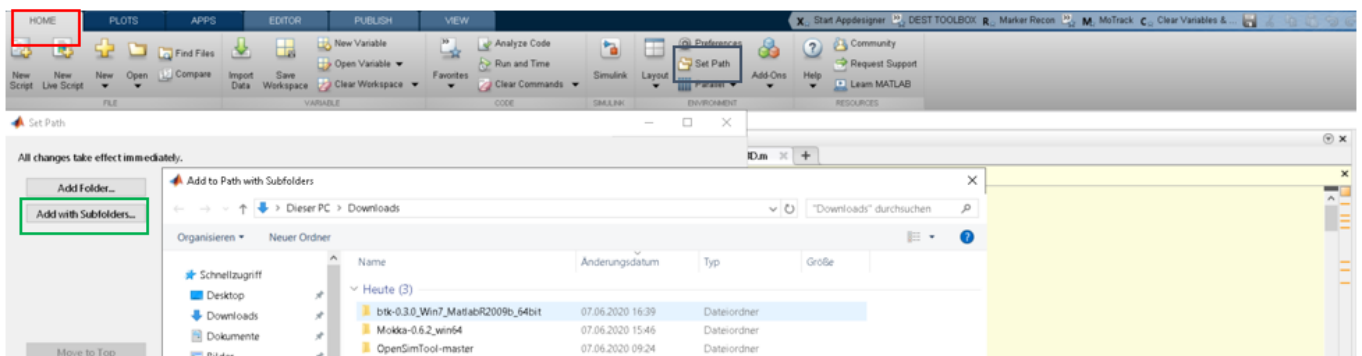 HOME PLOTS APPS EDITOR PUBLISH VIEW Start Appdesigner DEST TOOLBOX Marker Recon MoTrack Clear Variables & ...
New Variable Analyze Code Preferences Community
Find Files Open Variable Run and Time Set Path Request Support
New Script New Live Script New Open Compare Import Data Save Workspace Clear Workspace Favorites Clear Commands Simulink Layout Parallel Add-Ons Help Learn MATLAB
FILE VARIABLE CODE SIMULINK ENVIRONMENT RESOURCES
Set Path
All changes take effect immediately.
Add Folder...
Add with Subfolders...
Move to Top
Add to Path with Subfolders
Dieser PC > Downloads
"Downloads" durchsuchen
Organisieren Neuer Ordner
Schnellzugriff
Desktop
Downloads
Dokumente
Bilder
Name Änderungsdatum Typ Größe
Heute (3)
btk-0.3.0_Win7_MatlabR2009b_64bit 07.06.2020 16:39 Dateiordner
Mokka-0.6.2_win64 07.06.2020 15:46 Dateiordner
OpenSimTool-master 07.06.2020 09:24 Dateiordner